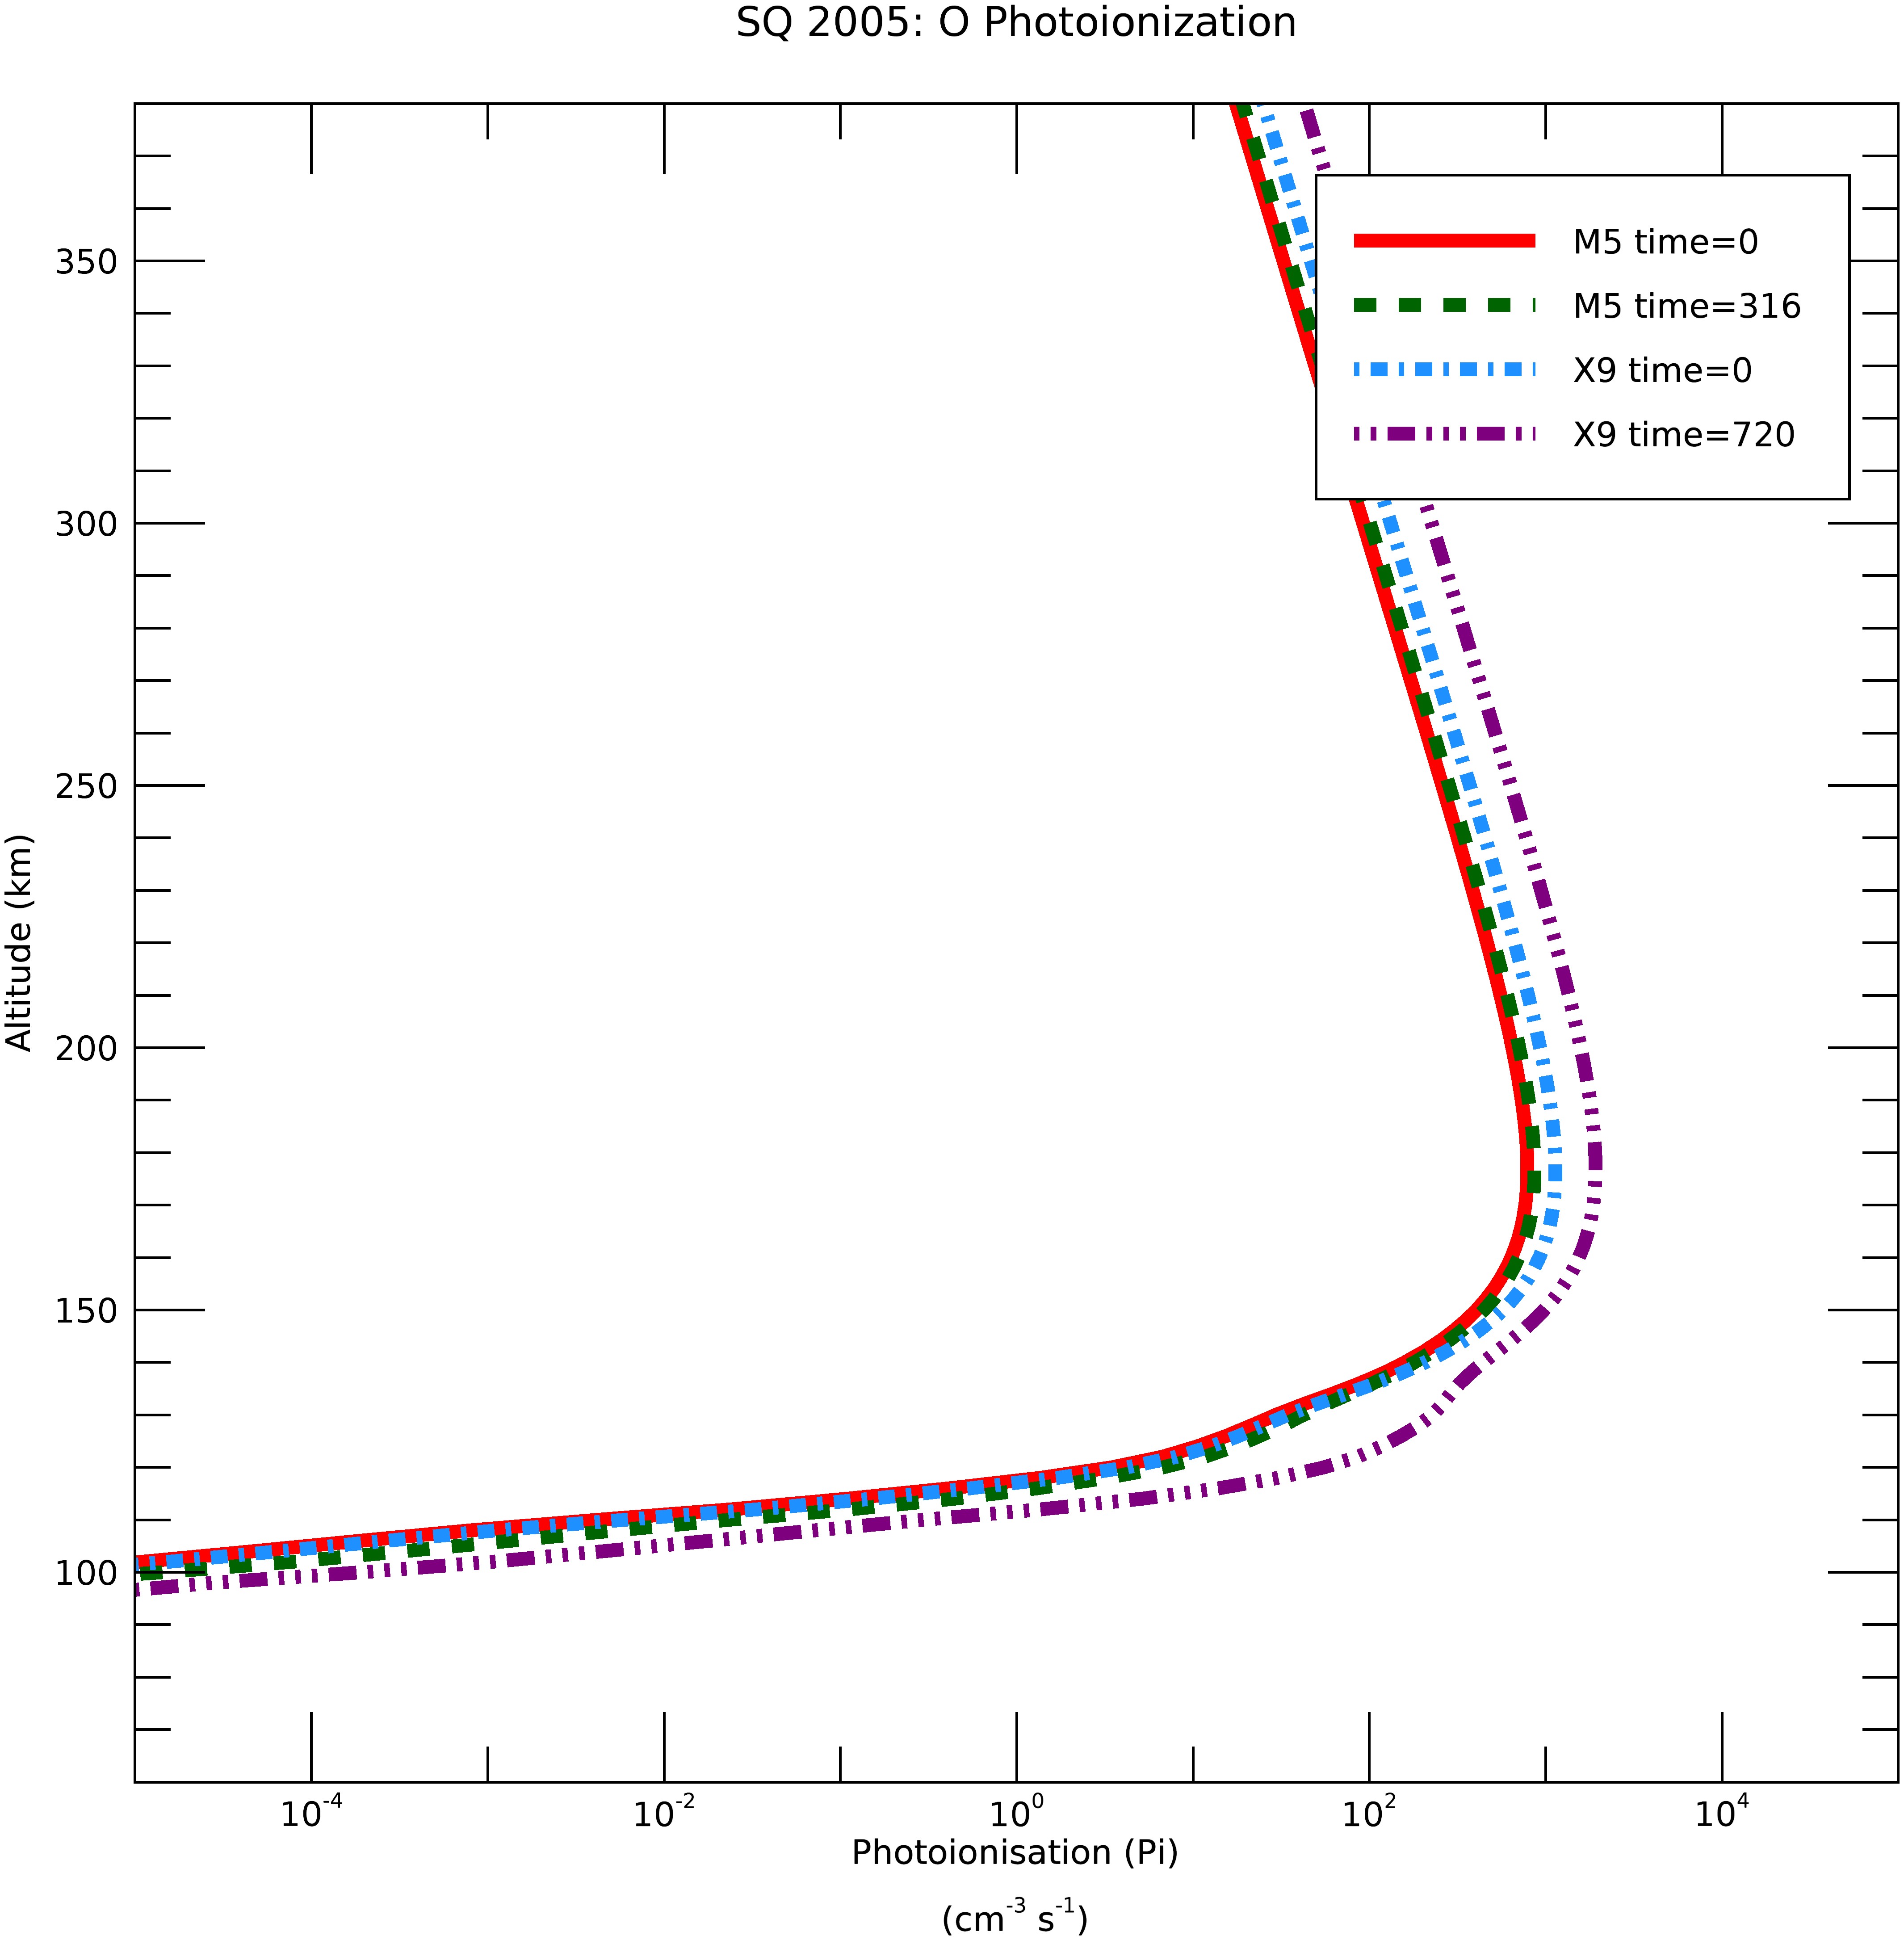 SQ 2005: O Photoionization
M5 time=0
M5 time=316
X9 time=0
X9 time=720
Altitude (km)
350
300
250
200
150
100
10⁻⁴ 10⁻² 10⁰ 10² 10⁴
Photoionisation (Pi)
(cm⁻³ s⁻¹)